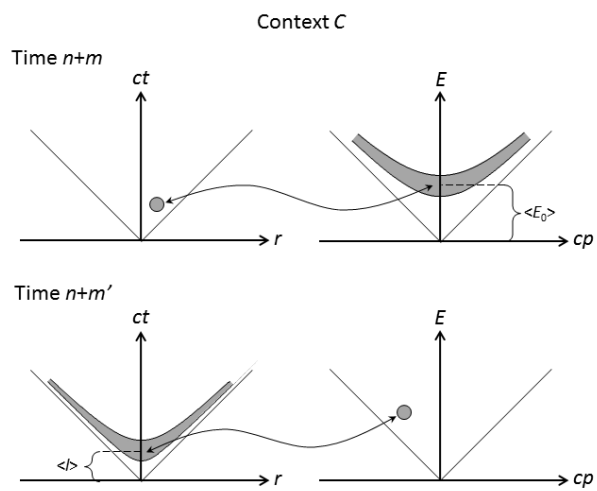 Context C
Time n+m
ct
E
<E₀>
r
cp
Time n+m’
ct
E
<l>
r
cp